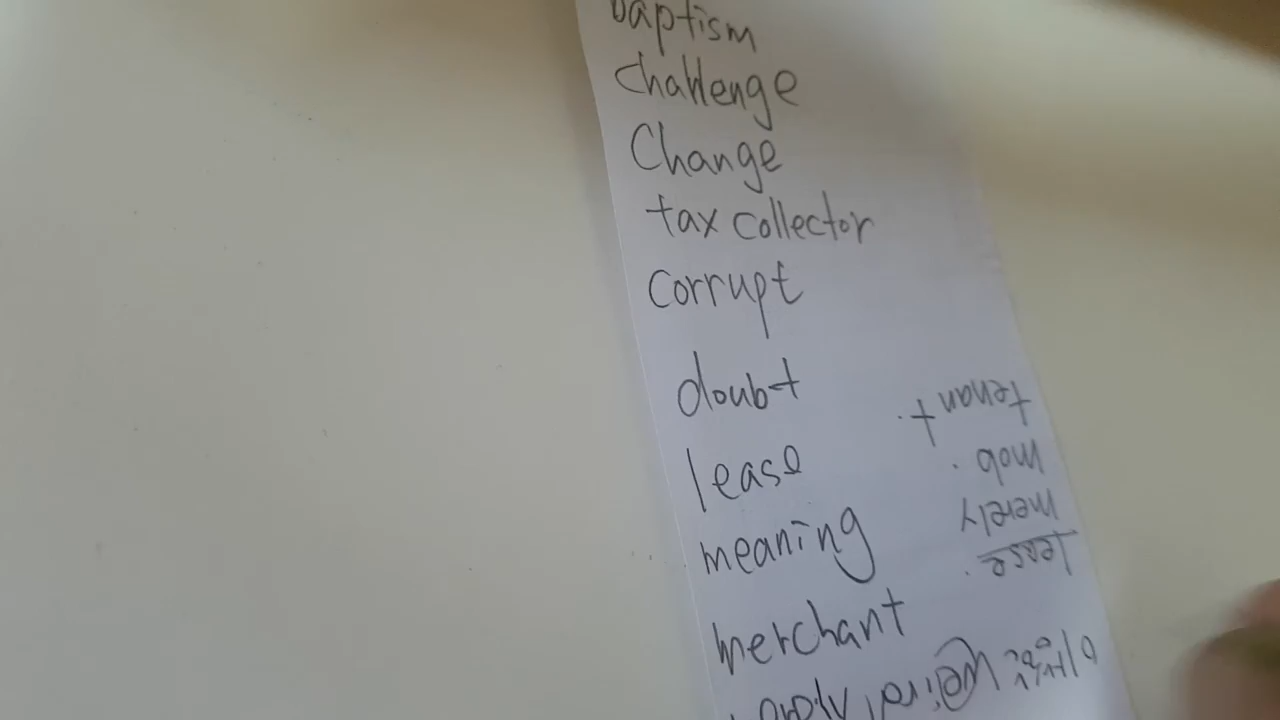 baptism
challenge
Change
tax collector
corrupt
doubt
lease
meaning
merchant
lease.
merely
mob.
tenant.